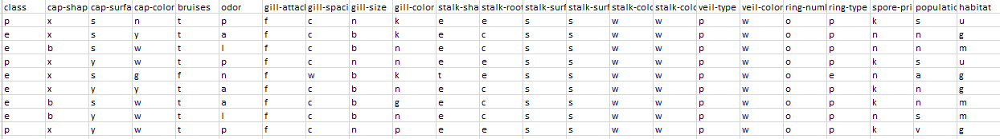 class cap-shap cap-surfa cap-color bruises odor gill-attacl gill-spaci gill-size gill-color stalk-sha stalk-root stalk-surf stalk-surf stalk-colo stalk-colo veil-type veil-color ring-numl ring-type spore-pri populatic habitat
p x s n t p f c n k e e s s w w p w o p k s u
e x s y t a f c b k e c s s w w p w o p n n g
e b s w t l f c b n e c s s w w p w o p n n m
p x y w t p f c n n e e s s w w p w o p k s u
e x s g f n f w b k t e s s w w p w o e n a g
e x y y t a f c b n e c s s w w p w o p k n g
e b s w t a f c b g e c s s w w p w o p k n m
e b y w t l f c b n e c s s w w p w o p n s m
p x y w t p f c n p e e s s w w p w o p k v g